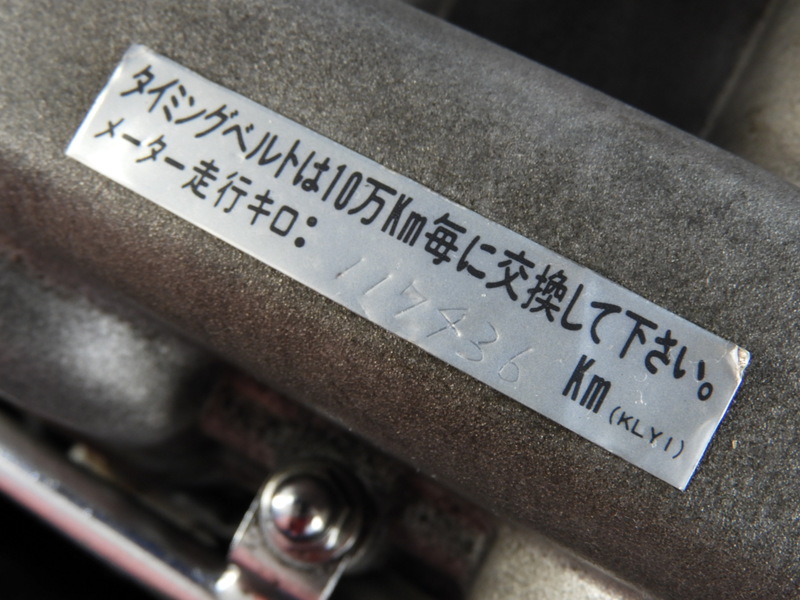 タイミングベルトは10万Km毎に交換して下さい。
メーター走行キロ: 117436 Km (KLY1)